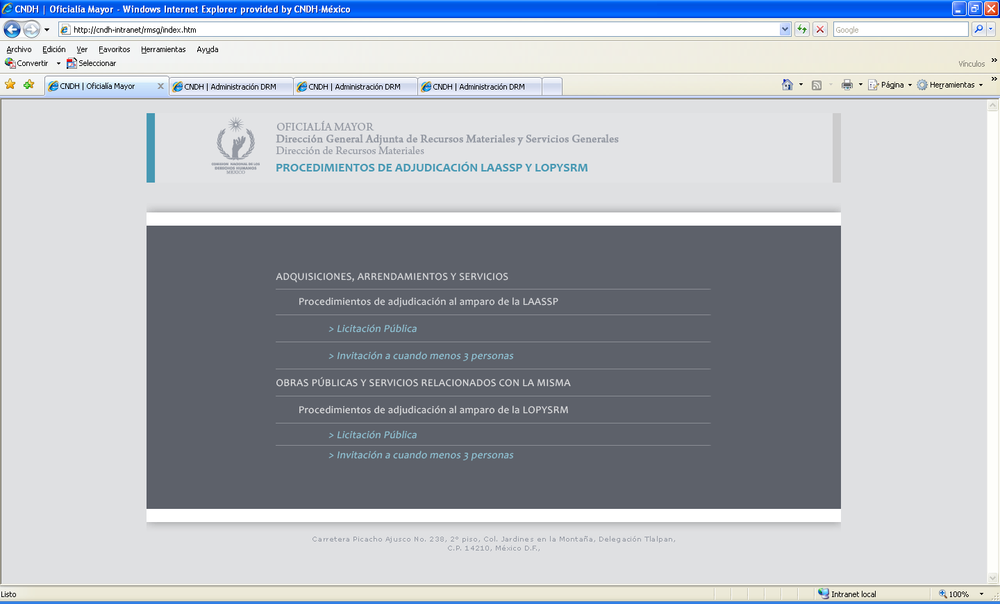 CNDH | Oficialía Mayor - Windows Internet Explorer provided by CNDH-México
http://cndh-intranet/rmsg/index.htm
Google
Archivo Edición Ver Favoritos Herramientas Ayuda
Convertir Seleccionar
Vínculos
CNDH | Oficialía Mayor
CNDH | Administración DRM
CNDH | Administración DRM
CNDH | Administración DRM
Página Herramientas
COMISION NACIONAL DE LOS
DERECHOS HUMANOS
MEXICO
OFICIALÍA MAYOR
Dirección General Adjunta de Recursos Materiales y Servicios Generales
Dirección de Recursos Materiales
PROCEDIMIENTOS DE ADJUDICACIÓN LAASSP Y LOPYSRM
ADQUISICIONES, ARRENDAMIENTOS Y SERVICIOS
Procedimientos de adjudicación al amparo de la LAASSP
> Licitación Pública
> Invitación a cuando menos 3 personas
OBRAS PÚBLICAS Y SERVICIOS RELACIONADOS CON LA MISMA
Procedimientos de adjudicación al amparo de la LOPYSRM
> Licitación Pública
> Invitación a cuando menos 3 personas
Carretera Picacho Ajusco No. 238, 2º piso, Col. Jardines en la Montaña, Delegación Tlalpan,
C.P. 14210, México D.F.,
Listo
Intranet local
100%